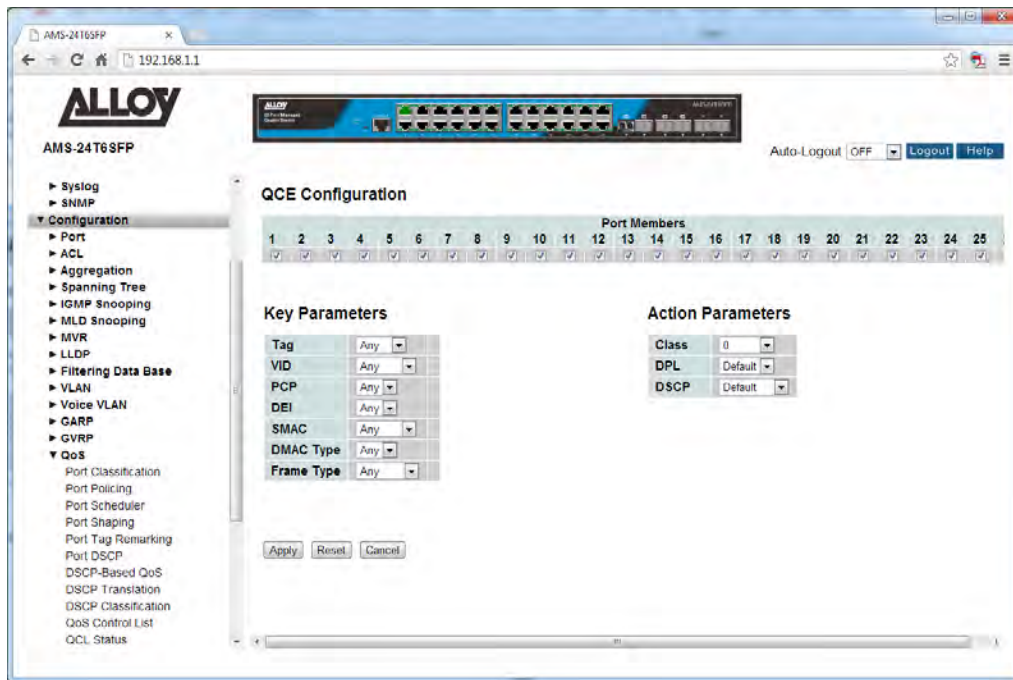 AMS-24T6SFP
192.168.1.1
ALLOY
ALLOY
AMS-24T6SFP
Auto-Logout OFF Logout Help
▶ Syslog
▶ SNMP
▼ Configuration
▶ Port
▶ ACL
▶ Aggregation
▶ Spanning Tree
▶ IGMP Snooping
▶ MLD Snooping
▶ MVR
▶ LLDP
▶ Filtering Data Base
▶ VLAN
▶ Voice VLAN
▶ GARP
▶ GVRP
▼ QoS
Port Classification
Port Policing
Port Scheduler
Port Shaping
Port Tag Remarking
Port DSCP
DSCP-Based QoS
DSCP Translation
DSCP Classification
QoS Control List
QCL Status
QCE Configuration
Port Members
1 2 3 4 5 6 7 8 9 10 11 12 13 14 15 16 17 18 19 20 21 22 23 24 25
Key Parameters
Tag Any
VID Any
PCP Any
DEI Any
SMAC Any
DMAC Type Any
Frame Type Any
Action Parameters
Class 0
DPL Default
DSCP Default
Apply Reset Cancel